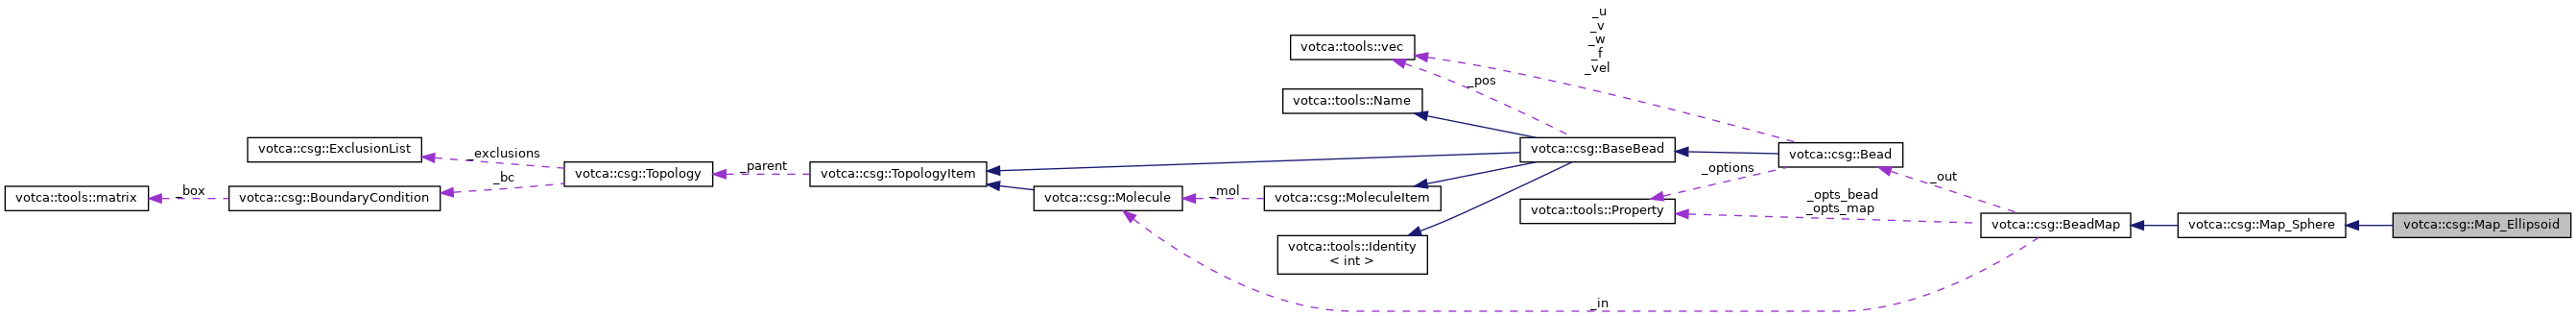 _u
_v
_w
_f
_vel
votca::tools::vec
_pos
votca::tools::Name
votca::csg::ExclusionList
_exclusions
votca::csg::BaseBead
votca::csg::Bead
_bc
votca::csg::Topology
_parent
votca::csg::TopologyItem
_options
_out
votca::tools::matrix
_box
votca::csg::BoundaryCondition
votca::csg::Molecule
_mol
votca::csg::MoleculeItem
votca::tools::Property
_opts_bead
_opts_map
votca::csg::BeadMap
votca::csg::Map_Sphere
votca::csg::Map_Ellipsoid
votca::tools::Identity
< int >
_in